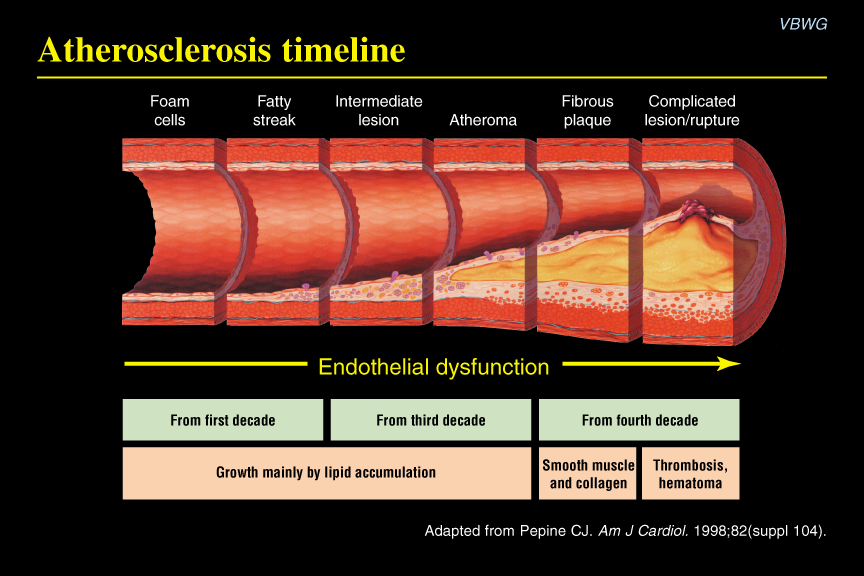 VBWG
Atherosclerosis timeline
Foam
cells
Fatty
streak
Intermediate
lesion
Atheroma
Fibrous
plaque
Complicated
lesion/rupture
Endothelial dysfunction
From first decade
From third decade
From fourth decade
Growth mainly by lipid accumulation
Smooth muscle
and collagen
Thrombosis,
hematoma
Adapted from Pepine CJ. Am J Cardiol. 1998;82(suppl 104).